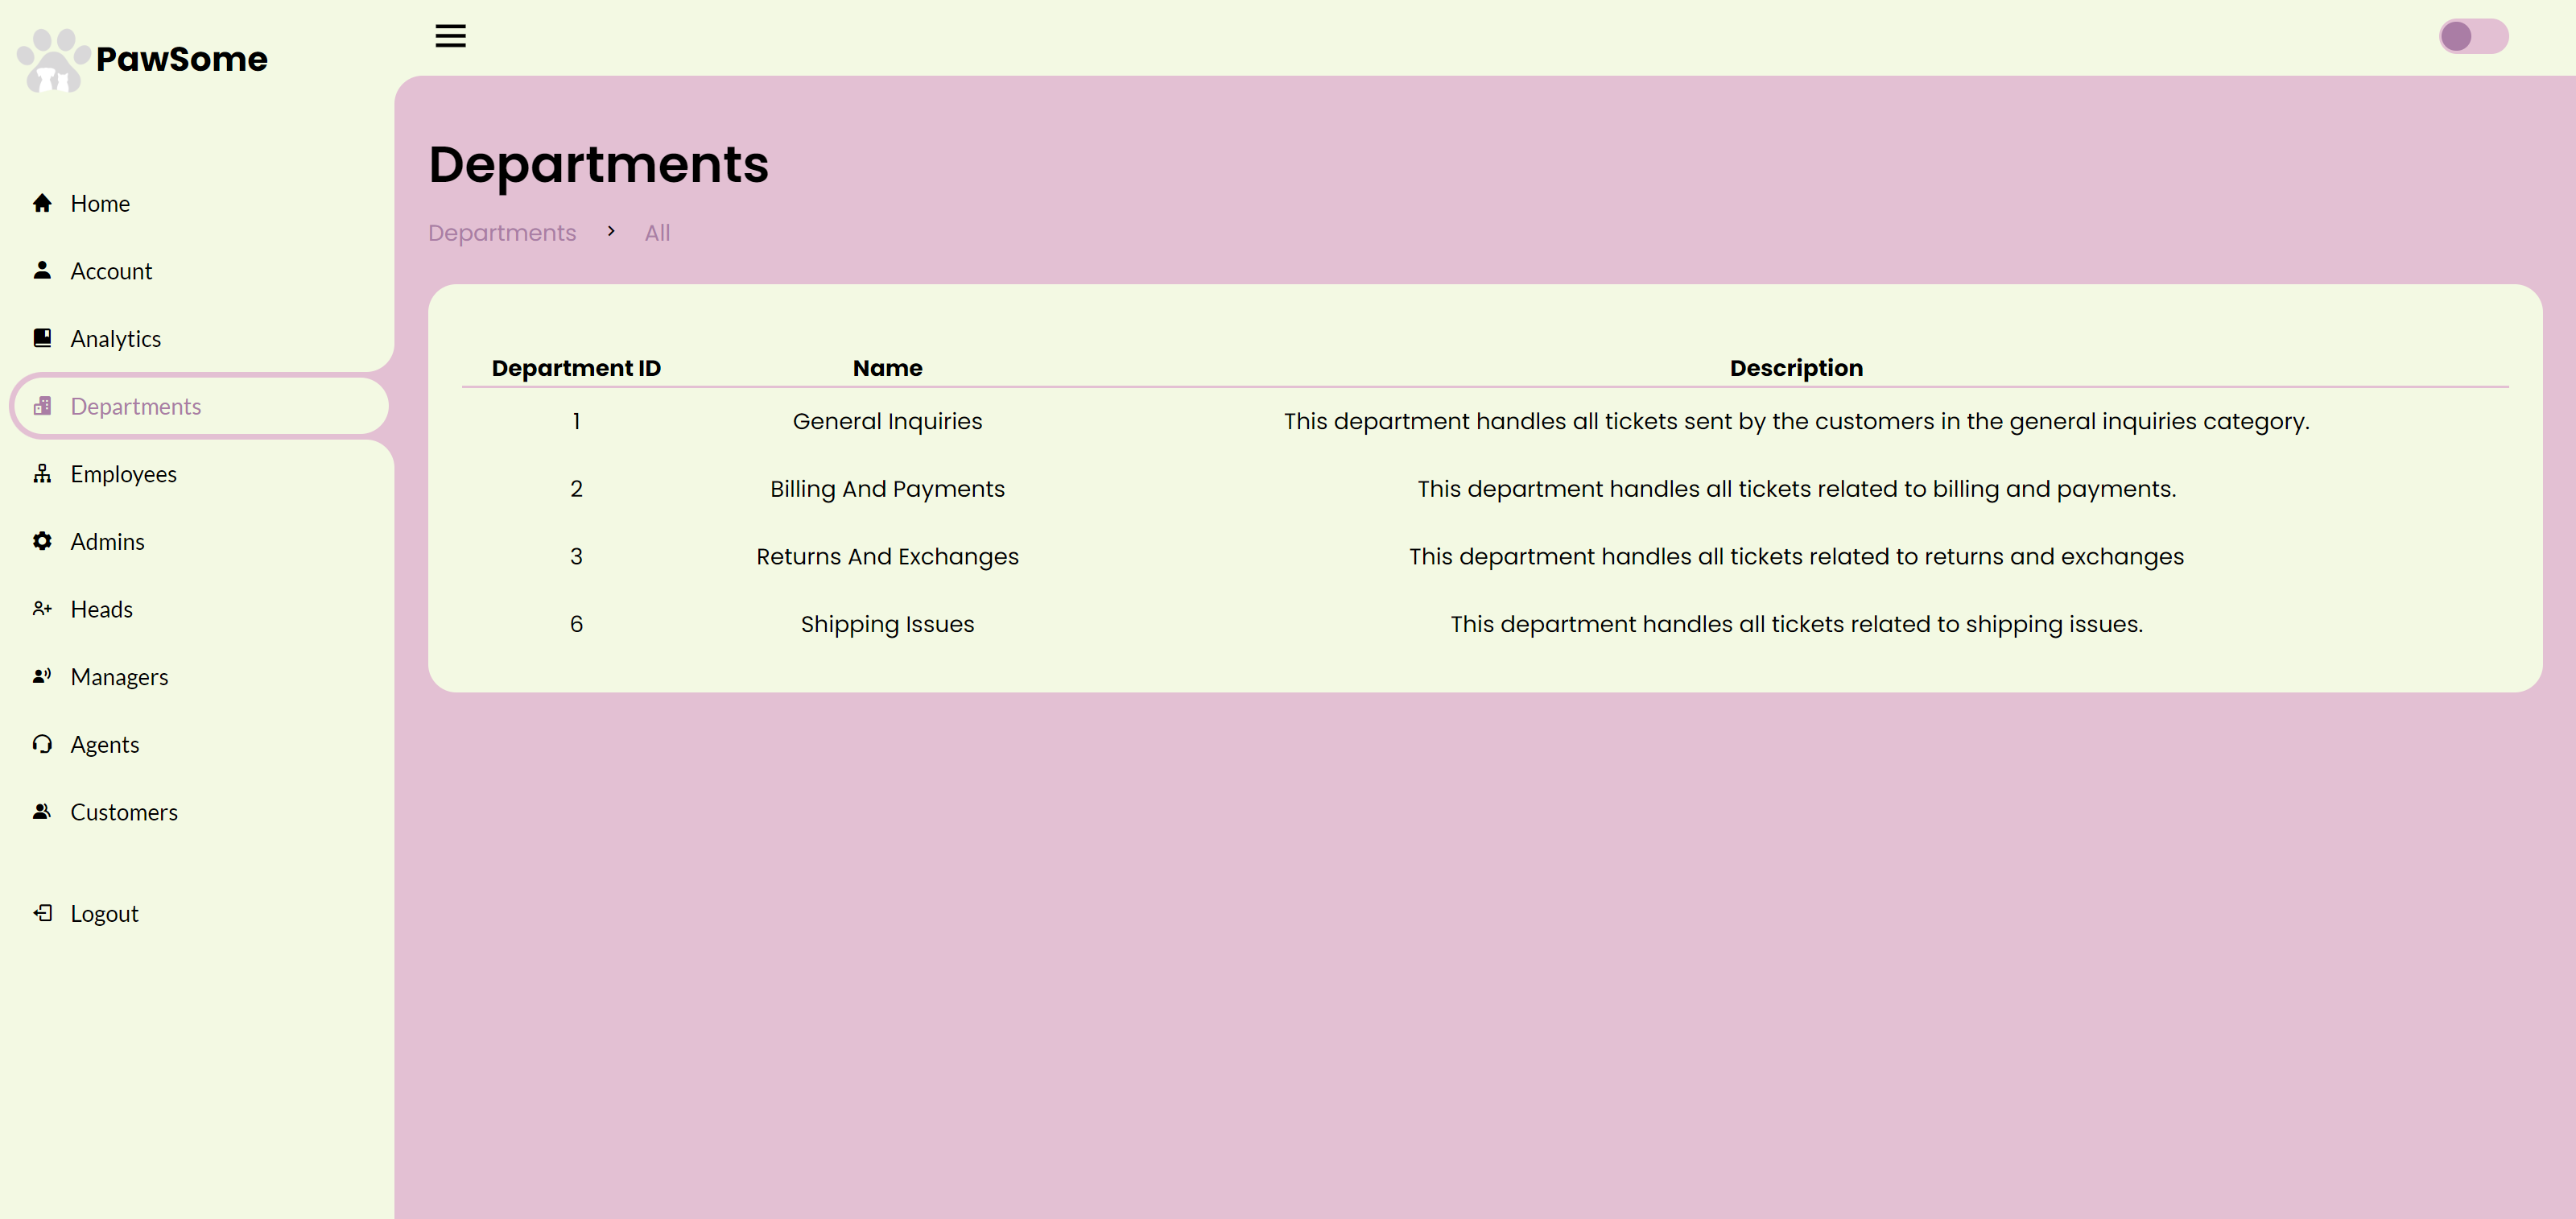 PawSome
Home
Account
Analytics
Departments
Employees
Admins
Heads
Managers
Agents
Customers
Logout
Departments
Departments > All
Department ID Name Description
1 General Inquiries This department handles all tickets sent by the customers in the general inquiries category.
2 Billing And Payments This department handles all tickets related to billing and payments.
3 Returns And Exchanges This department handles all tickets related to returns and exchanges
6 Shipping Issues This department handles all tickets related to shipping issues.